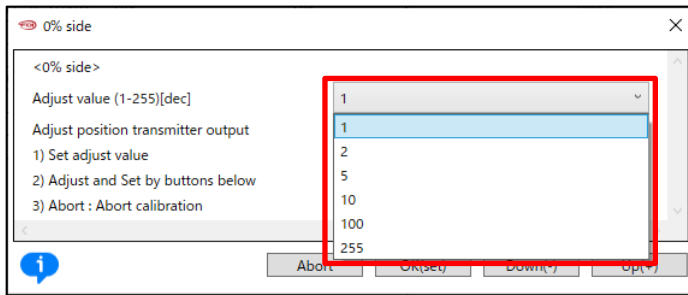 0% side
<0% side>
Adjust value (1-255)[dec]
1
Adjust position transmitter output
1
1) Set adjust value
2
2) Adjust and Set by buttons below
5
3) Abort : Abort calibration
10
100
255
Abort
OK(set)
Down(-)
Up(+)